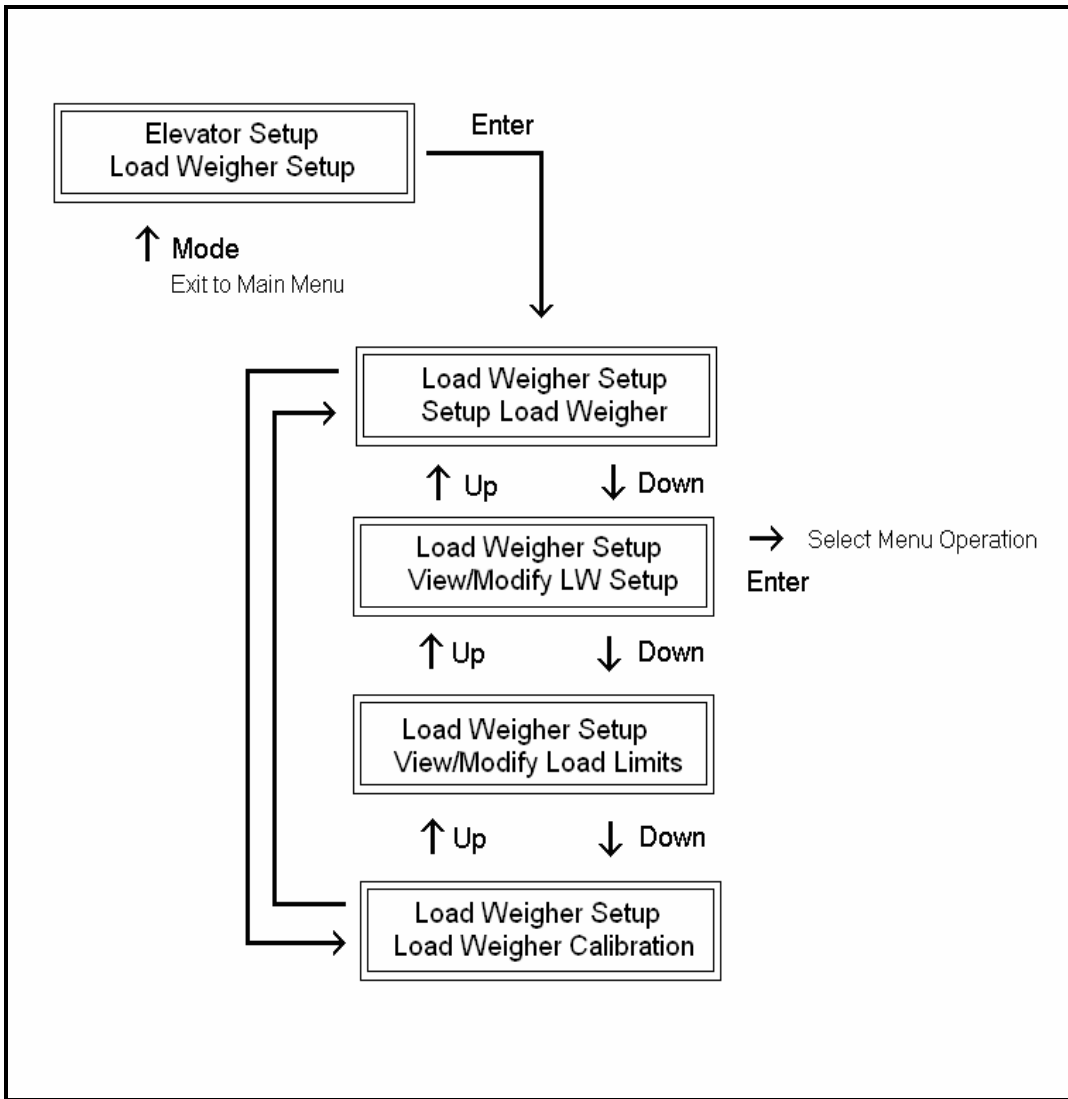 Elevator Setup
Load Weigher Setup
Enter
↑ Mode
Exit to Main Menu
Load Weigher Setup
Setup Load Weigher
↑ Up
↓ Down
Load Weigher Setup
View/Modify LW Setup
→ Select Menu Operation
Enter
↑ Up
↓ Down
Load Weigher Setup
View/Modify Load Limits
↑ Up
↓ Down
Load Weigher Setup
Load Weigher Calibration